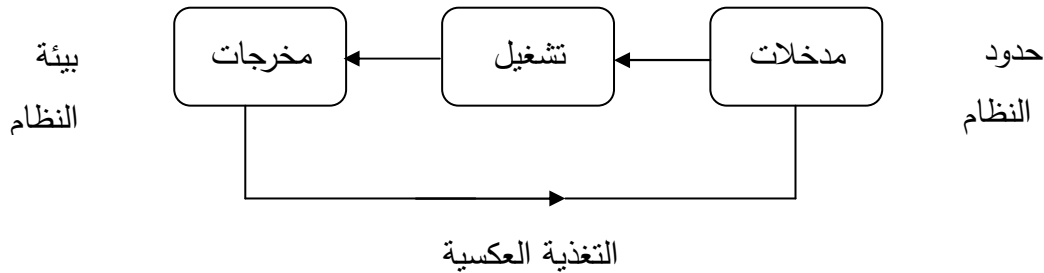 حدود
النظام
مدخلات
تشغيل
مخرجات
بيئة
النظام
التغذية العكسية